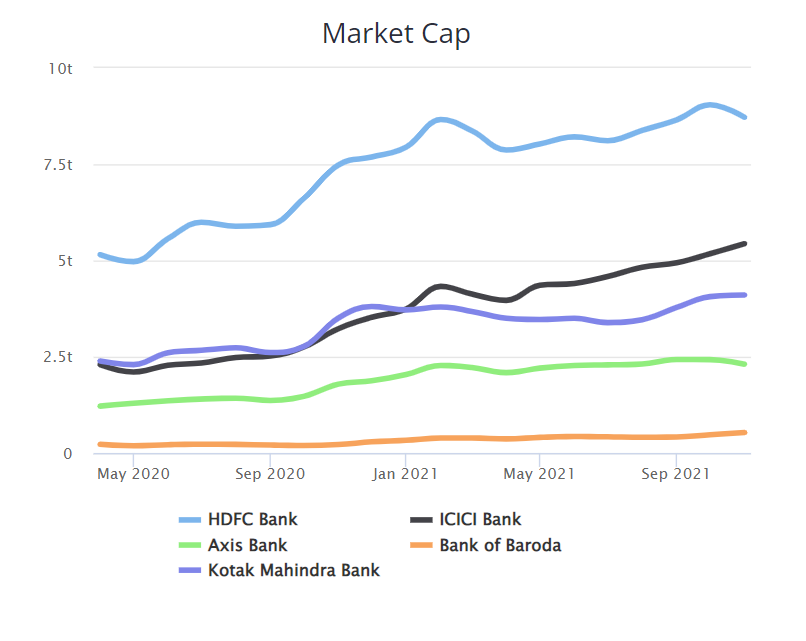 Market Cap
10t
7.5t
5t
2.5t
0
May 2020 Sep 2020 Jan 2021 May 2021 Sep 2021
HDFC Bank ICICI Bank
Axis Bank Bank of Baroda
Kotak Mahindra Bank